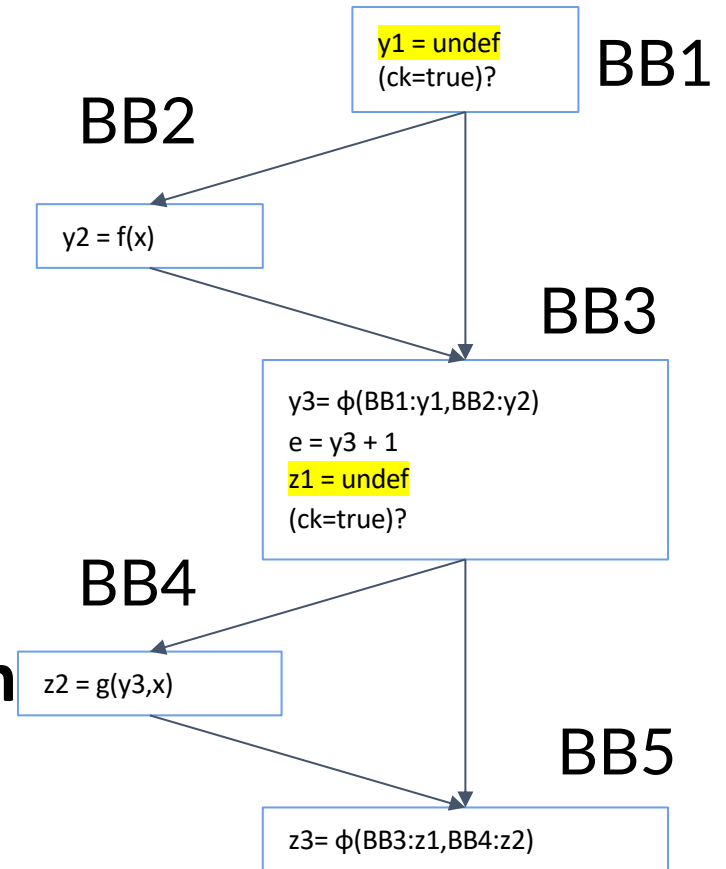 y1 = undef
(ck=true)?
BB1
BB2
y2 = f(x)
BB3
y3= ϕ(BB1:y1,BB2:y2)
e = y3 + 1
z1 = undef
(ck=true)?
BB4
n
z2 = g(y3,x)
BB5
z3= ϕ(BB3:z1,BB4:z2)